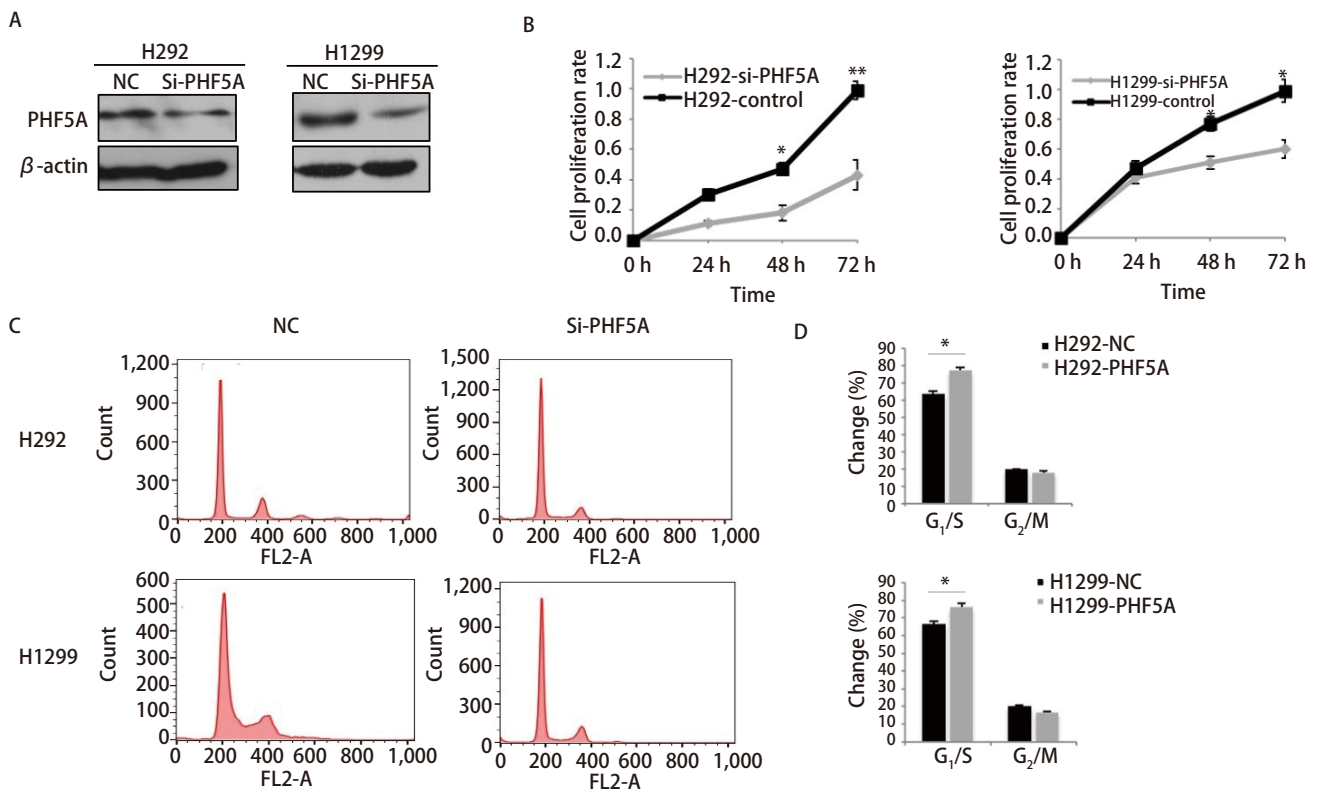 A
H292
NC Si-PHF5A
H1299
NC Si-PHF5A
PHF5A
β-actin
B
Cell proliferation rate
1.2
1.0
0.8
0.6
0.4
0.2
0.0
H292-si-PHF5A
H292-control
*
**
0 h 24 h 48 h 72 h
Time
Cell proliferation rate
1.2
1.0
0.8
0.6
0.4
0.2
0.0
H1299-si-PHF5A
H1299-control
*
*
0 h 24 h 48 h 72 h
Time
C
NC
Si-PHF5A
H292
Count
1,200
900
600
300
0
0 200 400 600 800 1,000
FL2-A
Count
1,500
1,200
900
600
300
0
0 200 400 600 800 1,000
FL2-A
H1299
Count
600
500
400
300
200
100
0
0 200 400 600 800 1,000
FL2-A
Count
1,200
900
600
300
0
0 200 400 600 800 1,000
FL2-A
D
Change (%)
90
80
70
60
50
40
30
20
10
0
*
H292-NC
H292-PHF5A
G₁/S G₂/M
Change (%)
90
80
70
60
50
40
30
20
10
0
*
H1299-NC
H1299-PHF5A
G₁/S G₂/M